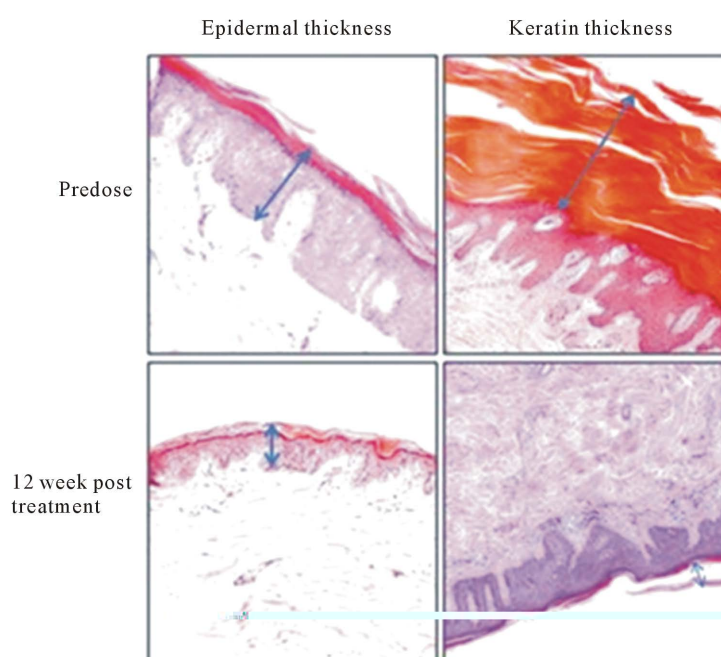 Epidermal thickness
Keratin thickness
Predose
12 week post
treatment